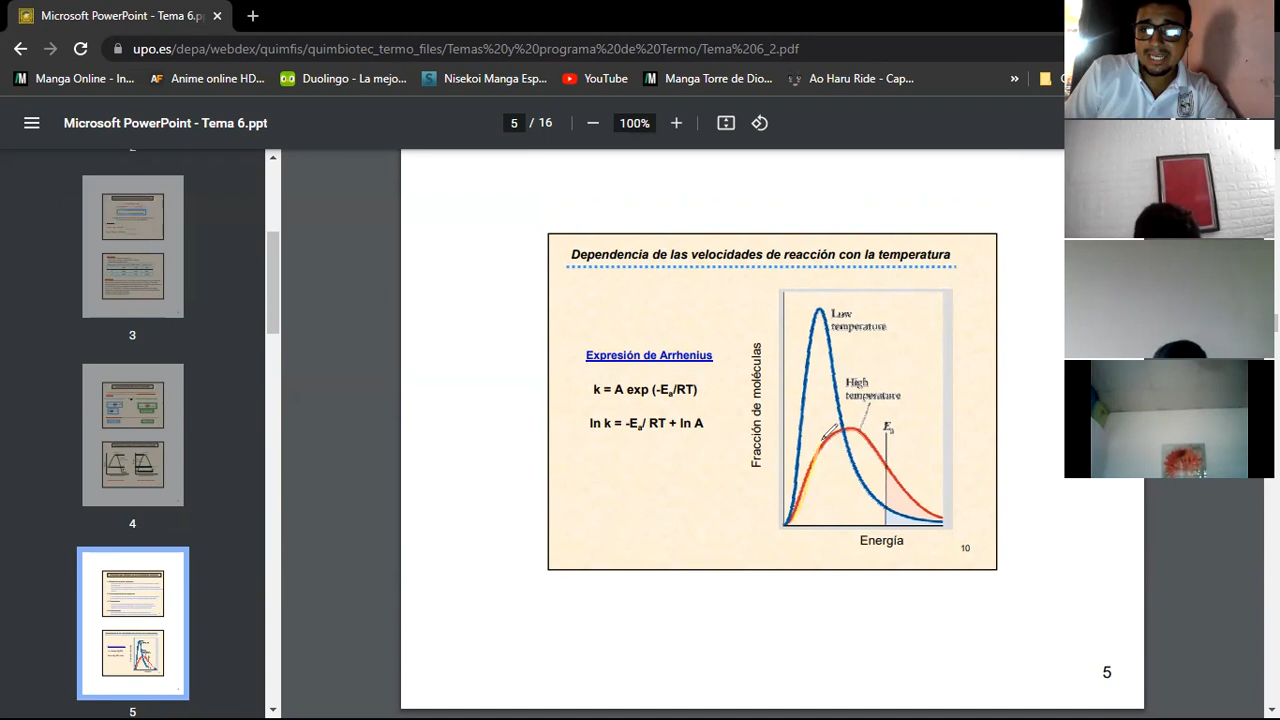 Microsoft PowerPoint - Tema 6.pp
upo.es/depa/webdex/quimfis/quimbiotec_termo_files/Temas%20y%20programa%20de%20Termo/Tema%206_2.pdf
Manga Online - In... Anime online HD... Duolingo - La mejo... Nisekoi Manga Esp... YouTube Manga Torre de Dio... Ao Haru Ride - Cap... »
Microsoft PowerPoint - Tema 6.ppt
5 / 16
100%
3
4
5
Dependencia de las velocidades de reacción con la temperatura
Expresión de Arrhenius
k = A exp (-Ea/RT)
ln k = -Ea/ RT + ln A
Fracción de moléculas
Low
temperature
High
temperature
Ea
Energía
10
5